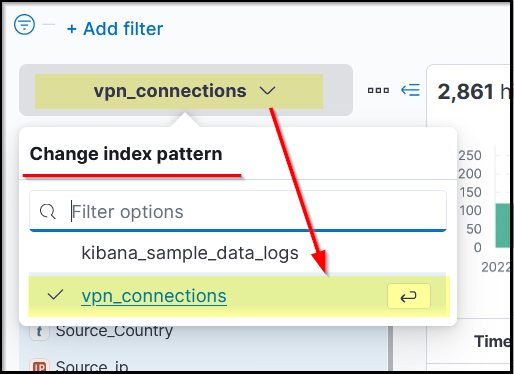 + Add filter
vpn_connections
2,861 h
Change index pattern
Filter options
kibana_sample_data_logs
vpn_connections
250
200
150
100
50
0
2022
t Source_Country
IP Source_ip
Time